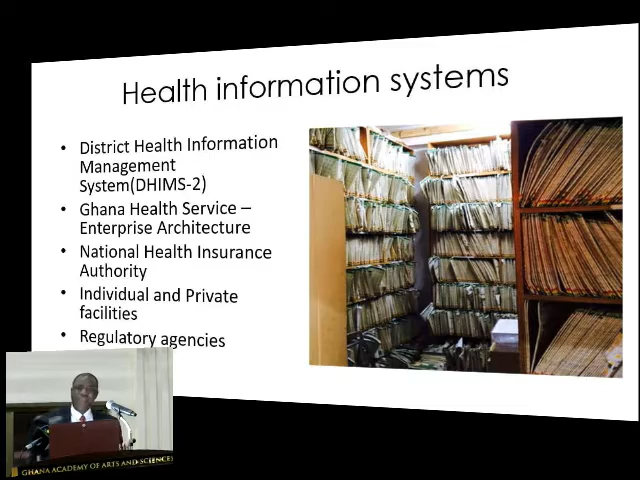 Health information systems
• District Health Information
Management
System(DHIMS-2)
• Ghana Health Service –
Enterprise Architecture
• National Health Insurance
Authority
• Individual and Private
facilities
• Regulatory agencies
GHANA ACADEMY OF ARTS AND SCIENCES